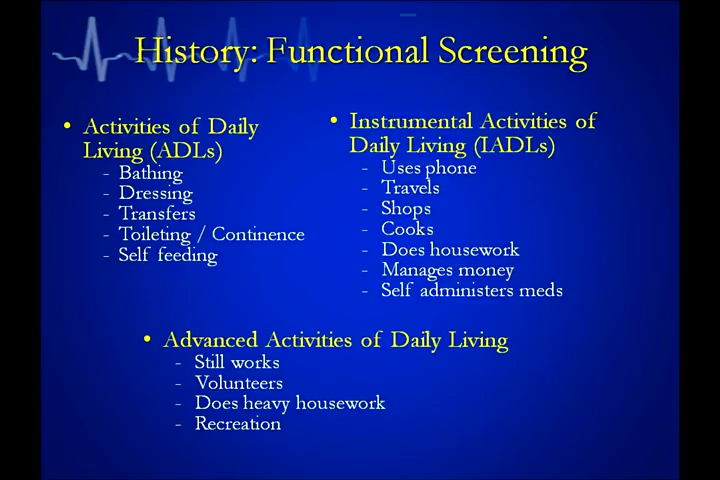 History: Functional Screening
• Activities of Daily
Living (ADLs)
- Bathing
- Dressing
- Transfers
- Toileting / Continence
- Self feeding
• Instrumental Activities of
Daily Living (IADLs)
- Uses phone
- Travels
- Shops
- Cooks
- Does housework
- Manages money
- Self administers meds
• Advanced Activities of Daily Living
- Still works
- Volunteers
- Does heavy housework
- Recreation